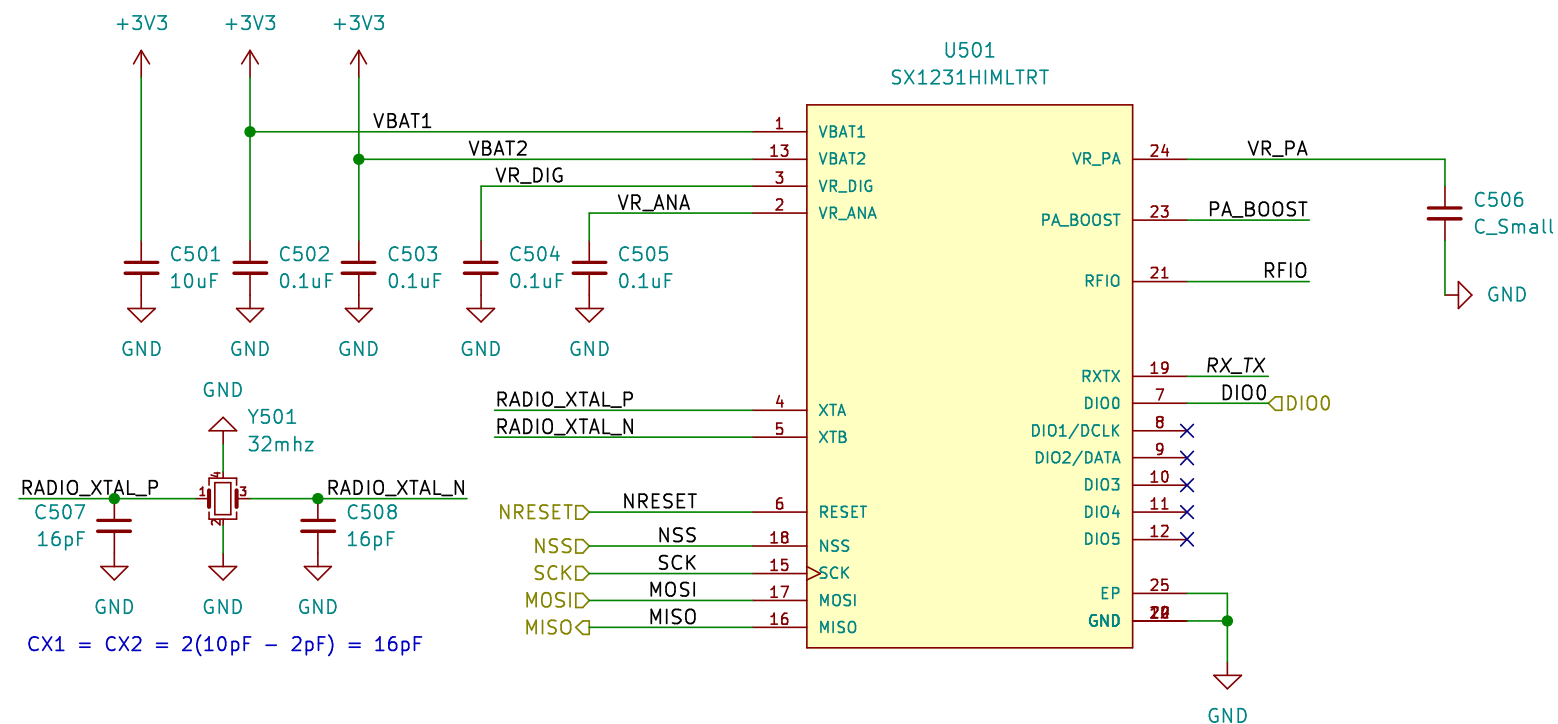 +3V3
+3V3
+3V3
U501
SX1231HIMLTRT
VBAT1
1
VBAT1
VBAT2
13
VBAT2
VR_DIG
3
VR_DIG
VR_ANA
2
VR_ANA
VR_PA
24
VR_PA
PA_BOOST
23
PA_BOOST
RFIO
21
RFIO
C506
C_Small
GND
C501
10uF
C502
0.1uF
C503
0.1uF
C504
0.1uF
C505
0.1uF
GND
GND
GND
GND
GND
GND
Y501
32mhz
RADIO_XTAL_P
4
XTA
RADIO_XTAL_N
5
XTB
RXTX
19
RX_TX
DIO0
7
DIO0
DIO0
DIO1/DCLK
8
DIO2/DATA
9
DIO3
10
DIO4
11
DIO5
12
RADIO_XTAL_P
1
4
3
2
RADIO_XTAL_N
C507
16pF
C508
16pF
GND
GND
GND
CX1 = CX2 = 2(10pF - 2pF) = 16pF
NRESET
NRESET
6
RESET
NSS
NSS
18
NSS
SCK
SCK
15
SCK
MOSI
MOSI
17
MOSI
MISO
MISO
16
MISO
EP
25
GND
GND